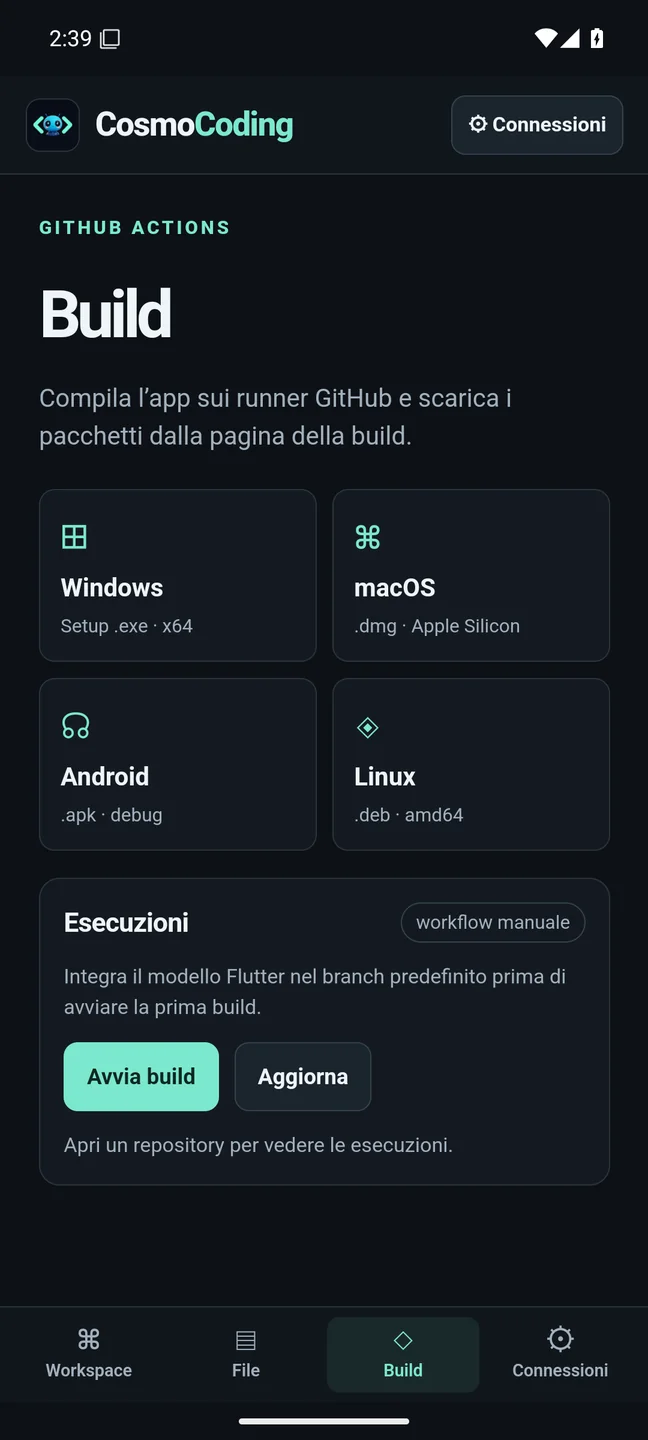 2:39
CosmoCoding
Connessioni
GITHUB ACTIONS
Build
Compila l’app sui runner GitHub e scarica i
pacchetti dalla pagina della build.
Windows
Setup .exe · x64
macOS
.dmg · Apple Silicon
Android
.apk · debug
Linux
.deb · amd64
Esecuzioni
workflow manuale
Integra il modello Flutter nel branch predefinito prima di
avviare la prima build.
Avvia build
Aggiorna
Apri un repository per vedere le esecuzioni.
Workspace
File
Build
Connessioni